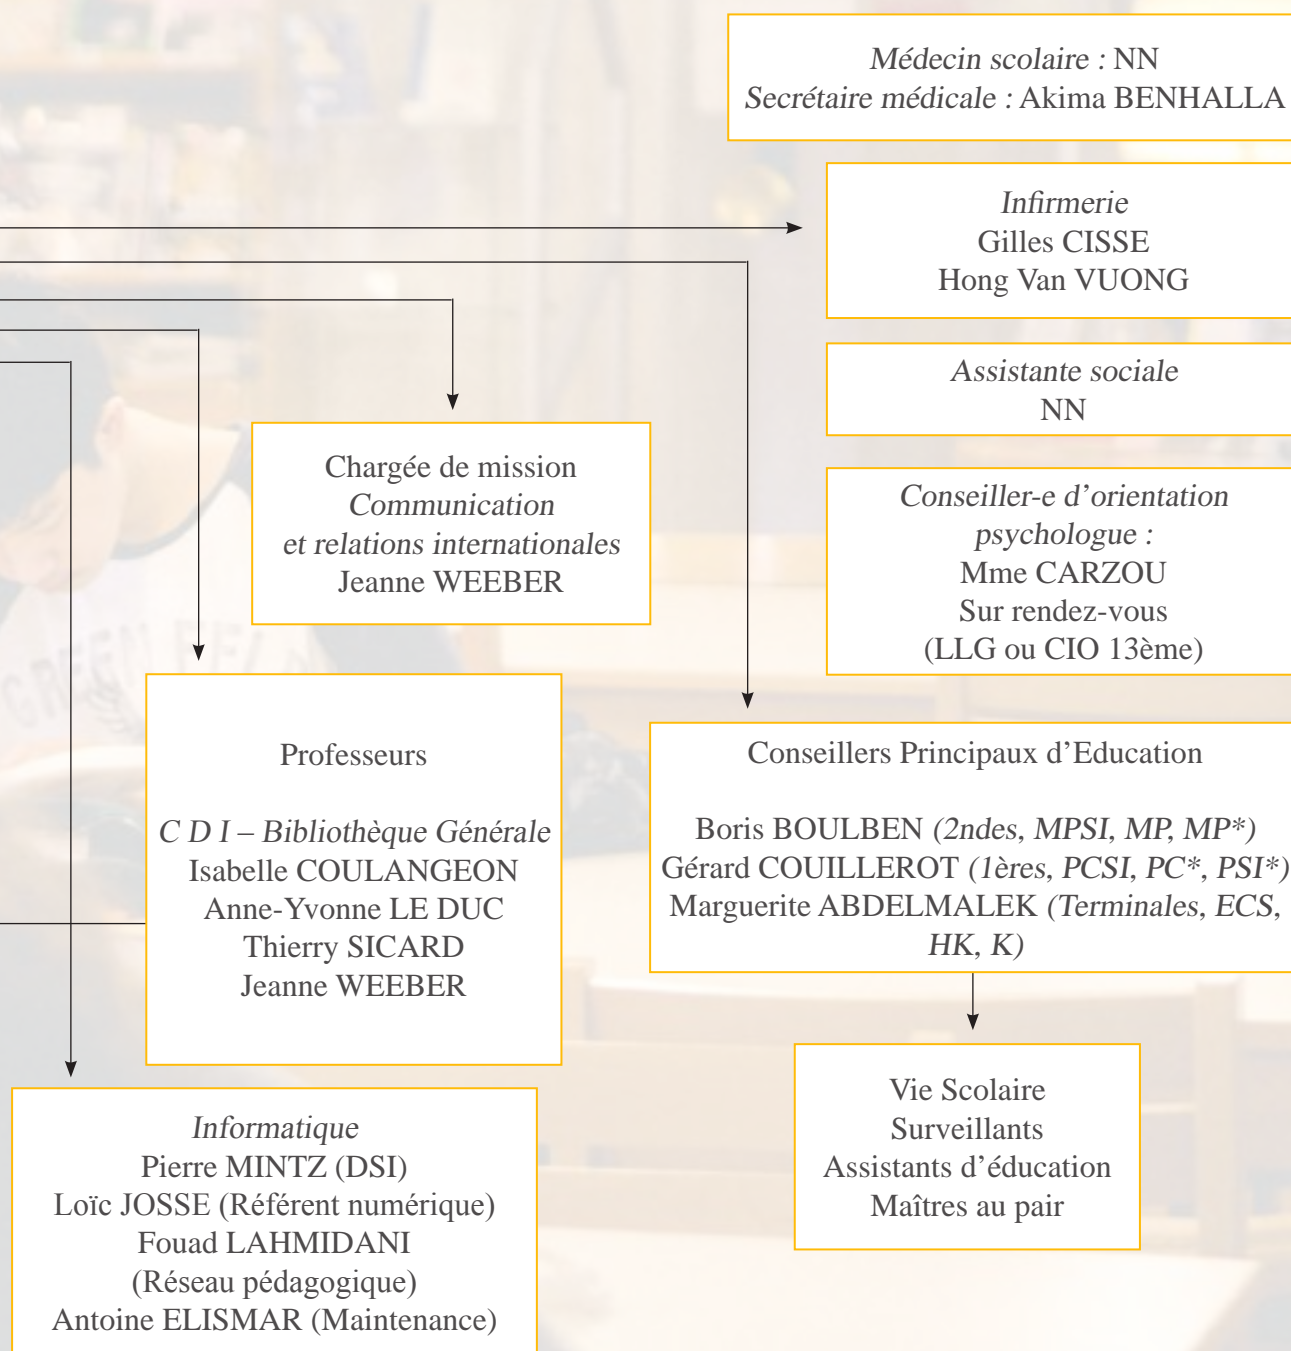 Médecin scolaire : NN
Secrétaire médicale : Akima BENHALLA
Infirmerie
Gilles CISSE
Hong Van VUONG
Assistante sociale
NN
Conseiller-e d’orientation
psychologue :
Mme CARZOU
Sur rendez-vous
(LLG ou CIO 13ème)
Chargée de mission
Communication
et relations internationales
Jeanne WEEBER
Professeurs
C D I – Bibliothèque Générale
Isabelle COULANGEON
Anne-Yvonne LE DUC
Thierry SICARD
Jeanne WEEBER
Conseillers Principaux d’Education
Boris BOULBEN (2ndes, MPSI, MP, MP*)
Gérard COUILLEROT (1ères, PCSI, PC*, PSI*)
Marguerite ABDELMALEK (Terminales, ECS,
HK, K)
Vie Scolaire
Surveillants
Assistants d’éducation
Maîtres au pair
Informatique
Pierre MINTZ (DSI)
Loïc JOSSE (Référent numérique)
Fouad LAHMIDANI
(Réseau pédagogique)
Antoine ELISMAR (Maintenance)